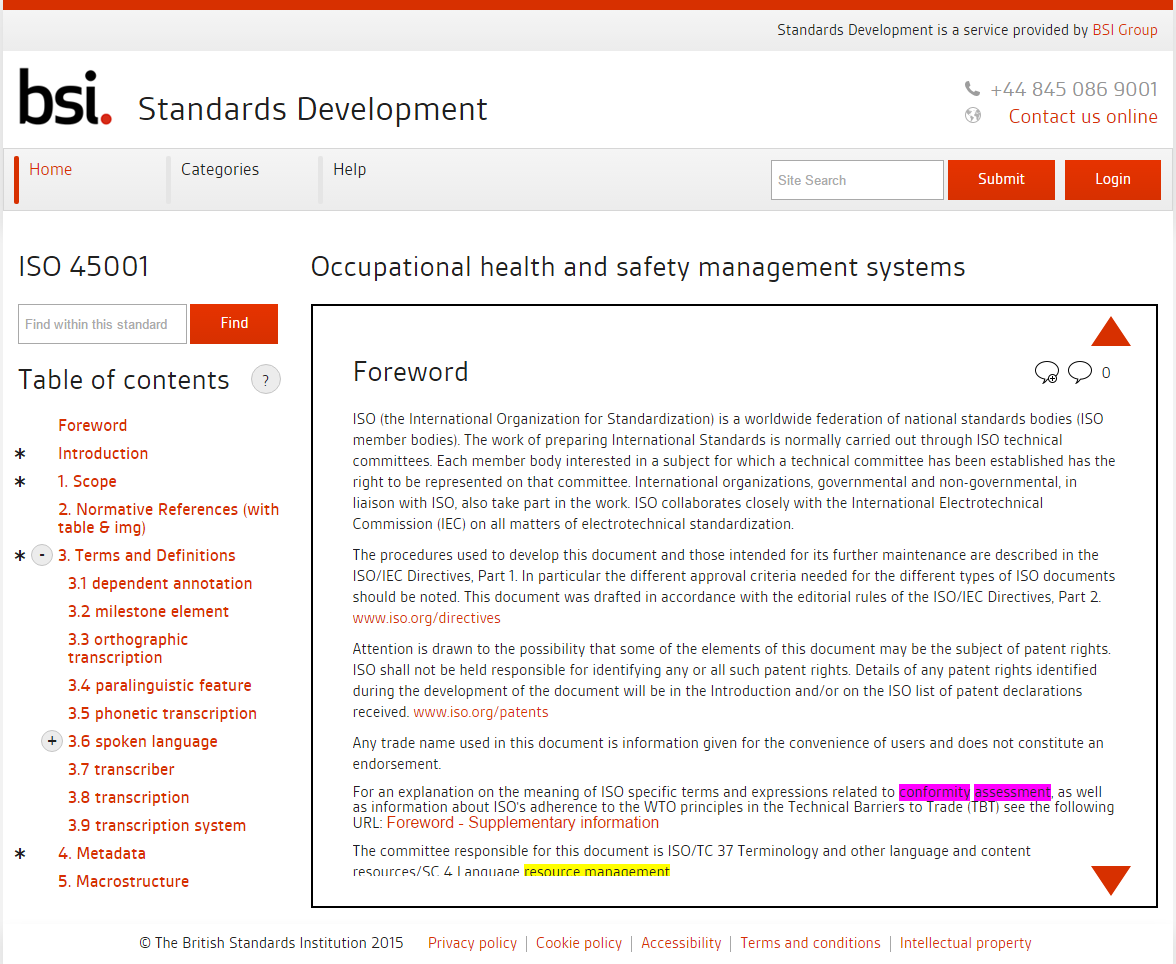 Standards Development is a service provided by BSI Group
bsi.
Standards Development
+44 845 086 9001
Contact us online
Home
Categories
Help
Site Search
Submit
Login
ISO 45001
Find within this standard
Find
Table of contents
?
Foreword
* Introduction
* 1. Scope
2. Normative References (with
table & img)
* - 3. Terms and Definitions
3.1 dependent annotation
3.2 milestone element
3.3 orthographic
transcription
3.4 paralinguistic feature
3.5 phonetic transcription
+ 3.6 spoken language
3.7 transcriber
3.8 transcription
3.9 transcription system
* 4. Metadata
5. Macrostructure
Occupational health and safety management systems
Foreword
0
ISO (the International Organization for Standardization) is a worldwide federation of national standards bodies (ISO
member bodies). The work of preparing International Standards is normally carried out through ISO technical
committees. Each member body interested in a subject for which a technical committee has been established has the
right to be represented on that committee. International organizations, governmental and non-governmental, in
liaison with ISO, also take part in the work. ISO collaborates closely with the International Electrotechnical
Commission (IEC) on all matters of electrotechnical standardization.
The procedures used to develop this document and those intended for its further maintenance are described in the
ISO/IEC Directives, Part 1. In particular the different approval criteria needed for the different types of ISO documents
should be noted. This document was drafted in accordance with the editorial rules of the ISO/IEC Directives, Part 2.
www.iso.org/directives
Attention is drawn to the possibility that some of the elements of this document may be the subject of patent rights.
ISO shall not be held responsible for identifying any or all such patent rights. Details of any patent rights identified
during the development of the document will be in the Introduction and/or on the ISO list of patent declarations
received. www.iso.org/patents
Any trade name used in this document is information given for the convenience of users and does not constitute an
endorsement.
For an explanation on the meaning of ISO specific terms and expressions related to conformity assessment, as well
as information about ISO's adherence to the WTO principles in the Technical Barriers to Trade (TBT) see the following
URL: Foreword - Supplementary information
The committee responsible for this document is ISO/TC 37 Terminology and other language and content
resources/SC 4 Language resource management
© The British Standards Institution 2015
Privacy policy | Cookie policy | Accessibility | Terms and conditions | Intellectual property